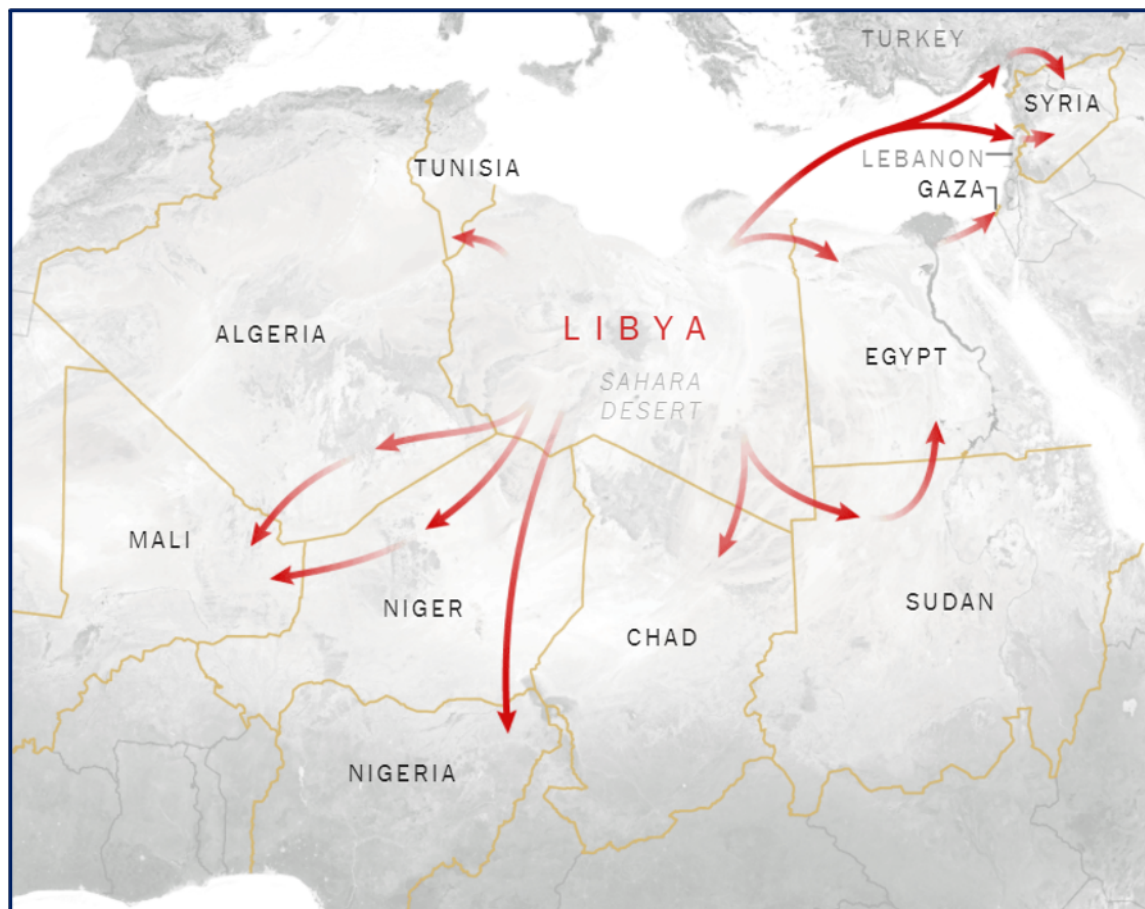 TURKEY
SYRIA
LEBANON
TUNISIA
GAZA
LIBYA
ALGERIA
EGYPT
SAHARA
DESERT
MALI
NIGER
SUDAN
CHAD
NIGERIA